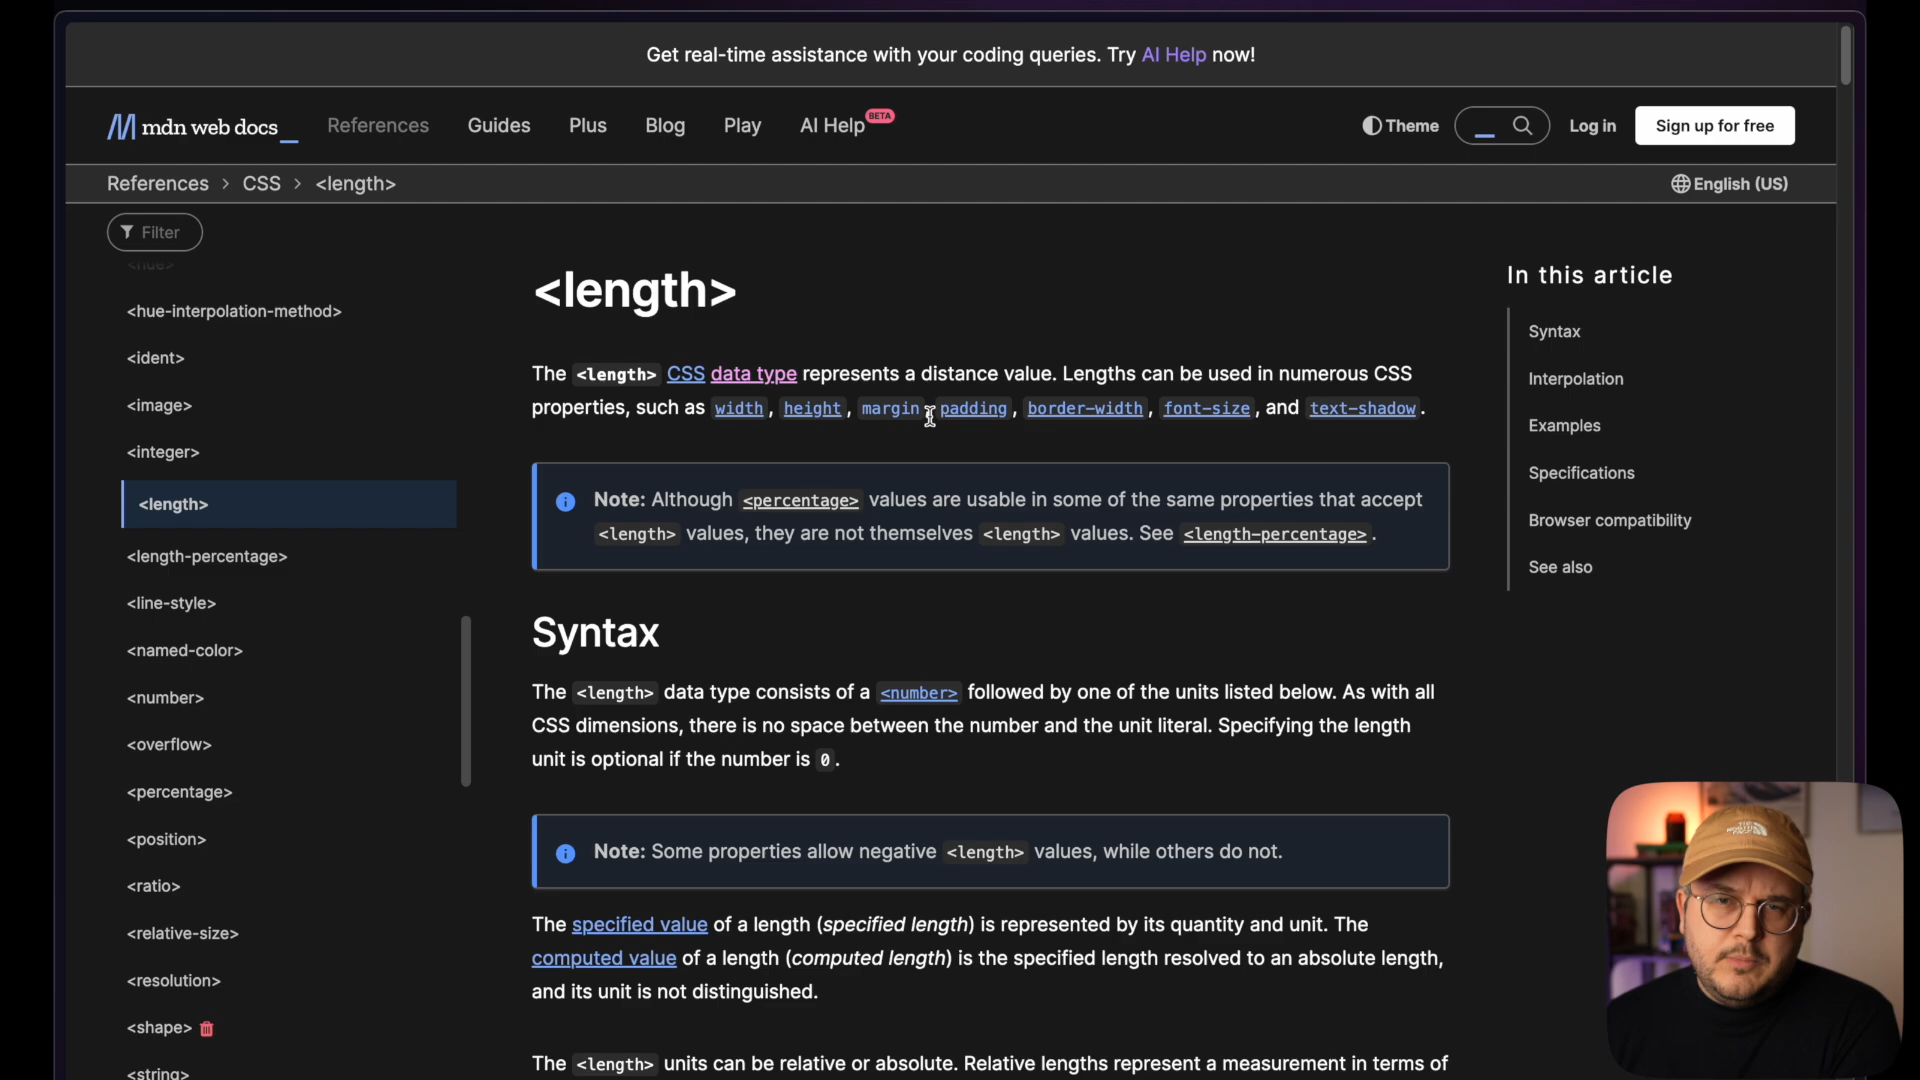 Get real-time assistance with your coding queries. Try AI Help now!
mdn web docs_
References
Guides
Plus
Blog
Play
AI Help
BETA
Theme
Log in
Sign up for free
References > CSS > <length>
English (US)
Filter
<hue>
<hue-interpolation-method>
<ident>
<image>
<integer>
<length>
<length-percentage>
<line-style>
<named-color>
<number>
<overflow>
<percentage>
<position>
<ratio>
<relative-size>
<resolution>
<shape>
<string>
<length>
The <length> CSS data type represents a distance value. Lengths can be used in numerous CSS
properties, such as width, height, margin, padding, border-width, font-size, and text-shadow.
Note: Although <percentage> values are usable in some of the same properties that accept
<length> values, they are not themselves <length> values. See <length-percentage>.
Syntax
The <length> data type consists of a <number> followed by one of the units listed below. As with all
CSS dimensions, there is no space between the number and the unit literal. Specifying the length
unit is optional if the number is 0.
Note: Some properties allow negative <length> values, while others do not.
The specified value of a length (specified length) is represented by its quantity and unit. The
computed value of a length (computed length) is the specified length resolved to an absolute length,
and its unit is not distinguished.
The <length> units can be relative or absolute. Relative lengths represent a measurement in terms of
In this article
Syntax
Interpolation
Examples
Specifications
Browser compatibility
See also